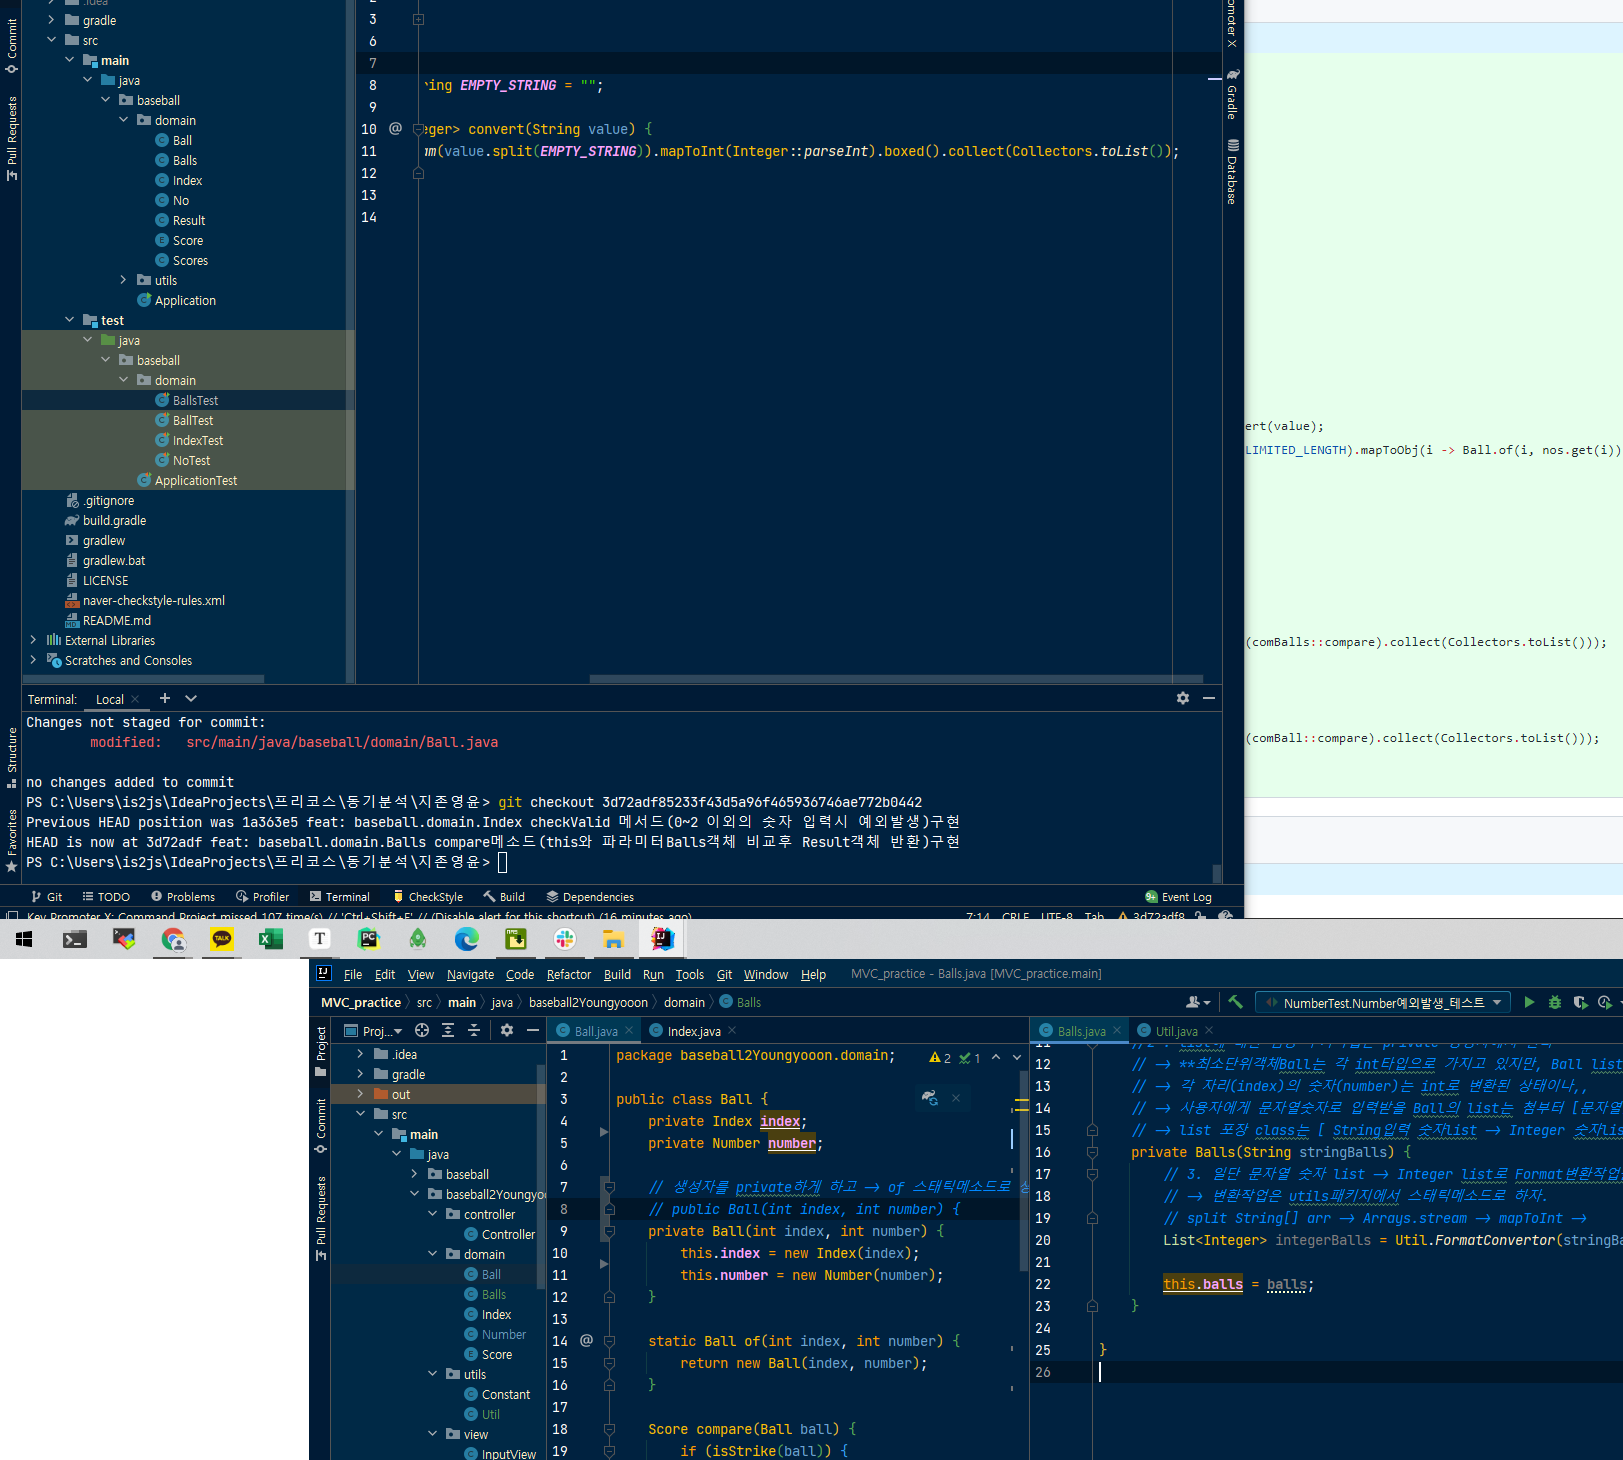 .idea
gradle
src
main
java
baseball
domain
Ball
Balls
Index
No
Result
Score
Scores
utils
Application
test
java
baseball
domain
BallsTest
BallTest
IndexTest
NoTest
ApplicationTest
.gitignore
build.gradle
gradlew
gradlew.bat
LICENSE
naver-checkstyle-rules.xml
README.md
External Libraries
Scratches and Consoles
Commit
Pull Requests
Structure
Favorites
3
6
7
8 ring EMPTY_STRING = "";
9
10 @ eger> convert(String value) {
11 am(value.split(EMPTY_STRING)).mapToInt(Integer::parseInt).boxed().collect(Collectors.toList());
12
13
14
omoter X
Gradle
Database
ert(value);
LIMITED_LENGTH).mapToObj(i -> Ball.of(i, nos.get(i))
(comBalls::compare).collect(Collectors.toList()));
(comBall::compare).collect(Collectors.toList()));
Terminal: Local
Changes not staged for commit:
modified: src/main/java/baseball/domain/Ball.java
no changes added to commit
PS C:\Users\is2js\IdeaProjects\프리코스\동기분석\지존영윤> git checkout 3d72adf85233f43d5a96f465936746ae772b0442
Previous HEAD position was 1a363e5 feat: baseball.domain.Index checkValid 메서드(0~2 이외의 숫자 입력시 예외발생)구현
HEAD is now at 3d72adf feat: baseball.domain.Balls compare메소드(this와 파라미터Balls객체 비교후 Result객체 반환)구현
PS C:\Users\is2js\IdeaProjects\프리코스\동기분석\지존영윤>
Git TODO Problems Profiler Terminal CheckStyle Build Dependencies 9+ Event Log
Key Promoter X: Command Project missed 107 time(s) // 'Ctrl+Shift+F' // (Disable alert for this shortcut) (16 minutes ago) 7:14 CRLF UTF-8 Tab 3d72adf8
TALK T PC
IJ File Edit View Navigate Code Refactor Build Run Tools Git Window Help MVC_practice - Balls.java [MVC_practice.main]
MVC_practice src main java baseball2Youngyooon domain Balls NumberTest.Number예외발생_테스트
Project
Commit
Pull Requests
Proj...
.idea
gradle
out
src
main
java
baseball
baseball2Youngyo
controller
Controller
domain
Ball
Balls
Index
Number
Score
utils
Constant
Util
view
InputView
Ball.java Index.java
1 package baseball2Youngyooon.domain; 2 1
2
3 public class Ball {
4 private Index index;
5 private Number number;
6
7 // 생성자를 private하게 하고 -> of 스태틱메소드로
8 // public Ball(int index, int number) {
9 private Ball(int index, int number) {
10 this.index = new Index(index);
11 this.number = new Number(number);
12 }
13
14 @ static Ball of(int index, int number) {
15 return new Ball(index, number);
16 }
17
18 Score compare(Ball ball) {
19 if (isStrike(ball)) {
Balls.java Util.java
12 // -> **최소단위객체Ball는 각 int타입으로 가지고 있지만, Ball list
13 // -> 각 자리(index)의 숫자(number)는 int로 변환된 상태이나,,
14 // -> 사용자에게 문자열숫자로 입력받을 Ball의 list는 첨부터 [문자열
15 // -> list 포장 class는 [ String입력 숫자list -> Integer 숫자lis
16 private Balls(String stringBalls) {
17 // 3. 일단 문자열 숫자 list -> Integer list로 Format변환작업
18 // -> 변환작업은 utils패키지에서 스태틱메소드로 하자.
19 // split String[] arr -> Arrays.stream -> mapToInt ->
20 List<Integer> integerBalls = Util.FormatConvertor(stringBa
21
22 this.balls = balls;
23 }
24
25 }
26